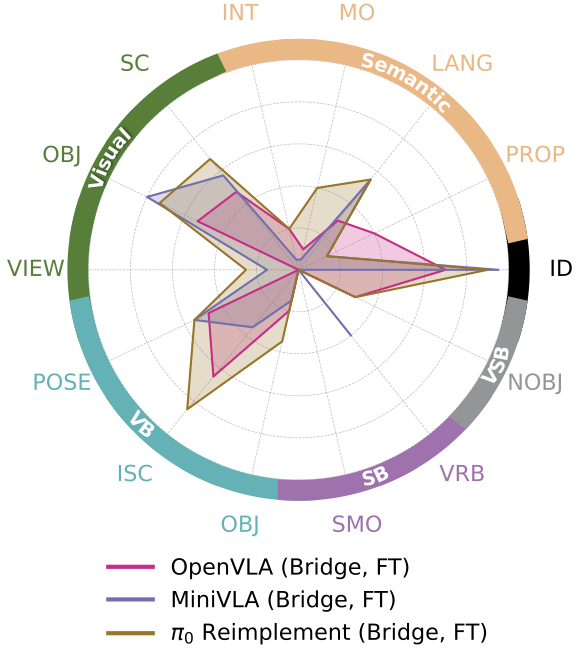 INT
MO
SC
Semantic
LANG
OBJ
Visual
PROP
VIEW
ID
POSE
VSB
NOBJ
VB
ISC
SB
VRB
OBJ
SMO
OpenVLA (Bridge, FT)
MiniVLA (Bridge, FT)
π₀ Reimplement (Bridge, FT)